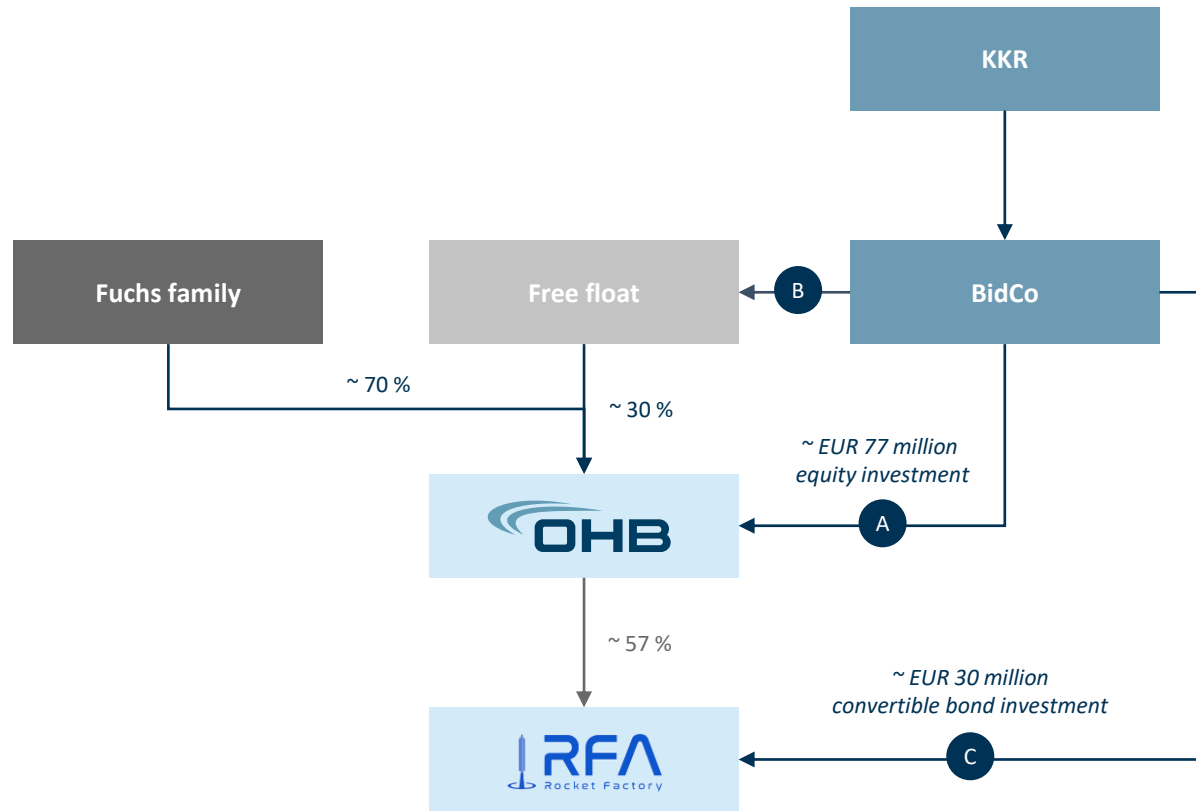 KKR
Fuchs family
Free float
B
BidCo
~ 70 %
~ 30 %
~ EUR 77 million
equity investment
OHB
A
~ 57 %
~ EUR 30 million
convertible bond investment
RFA
Rocket Factory
C